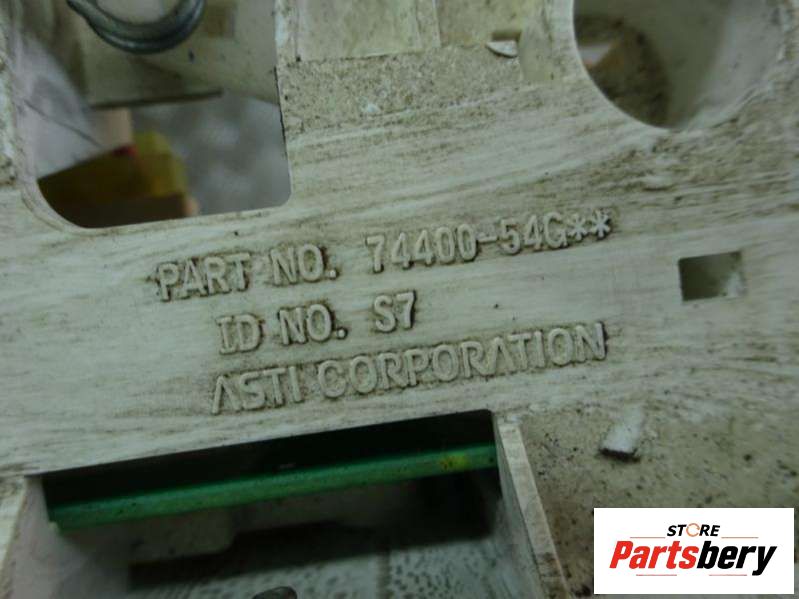 PART NO. 74400-54G**
ID NO. S7
ASTI CORPORATION
STORE
Partsbery